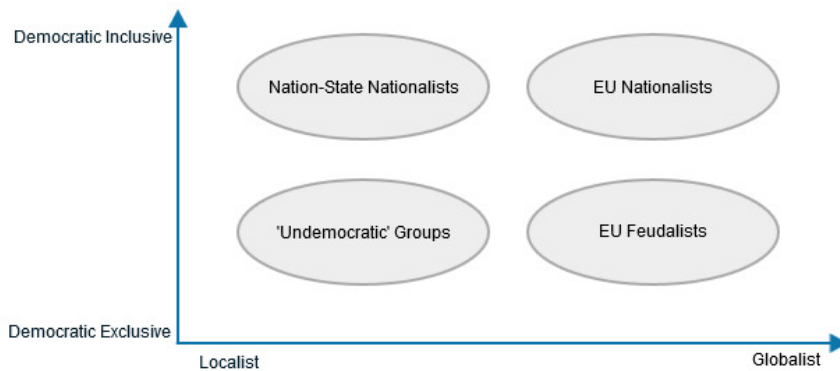 Democratic Inclusive
Nation-State Nationalists
EU Nationalists
'Undemocratic' Groups
EU Feudalists
Democratic Exclusive
Localist
Globalist